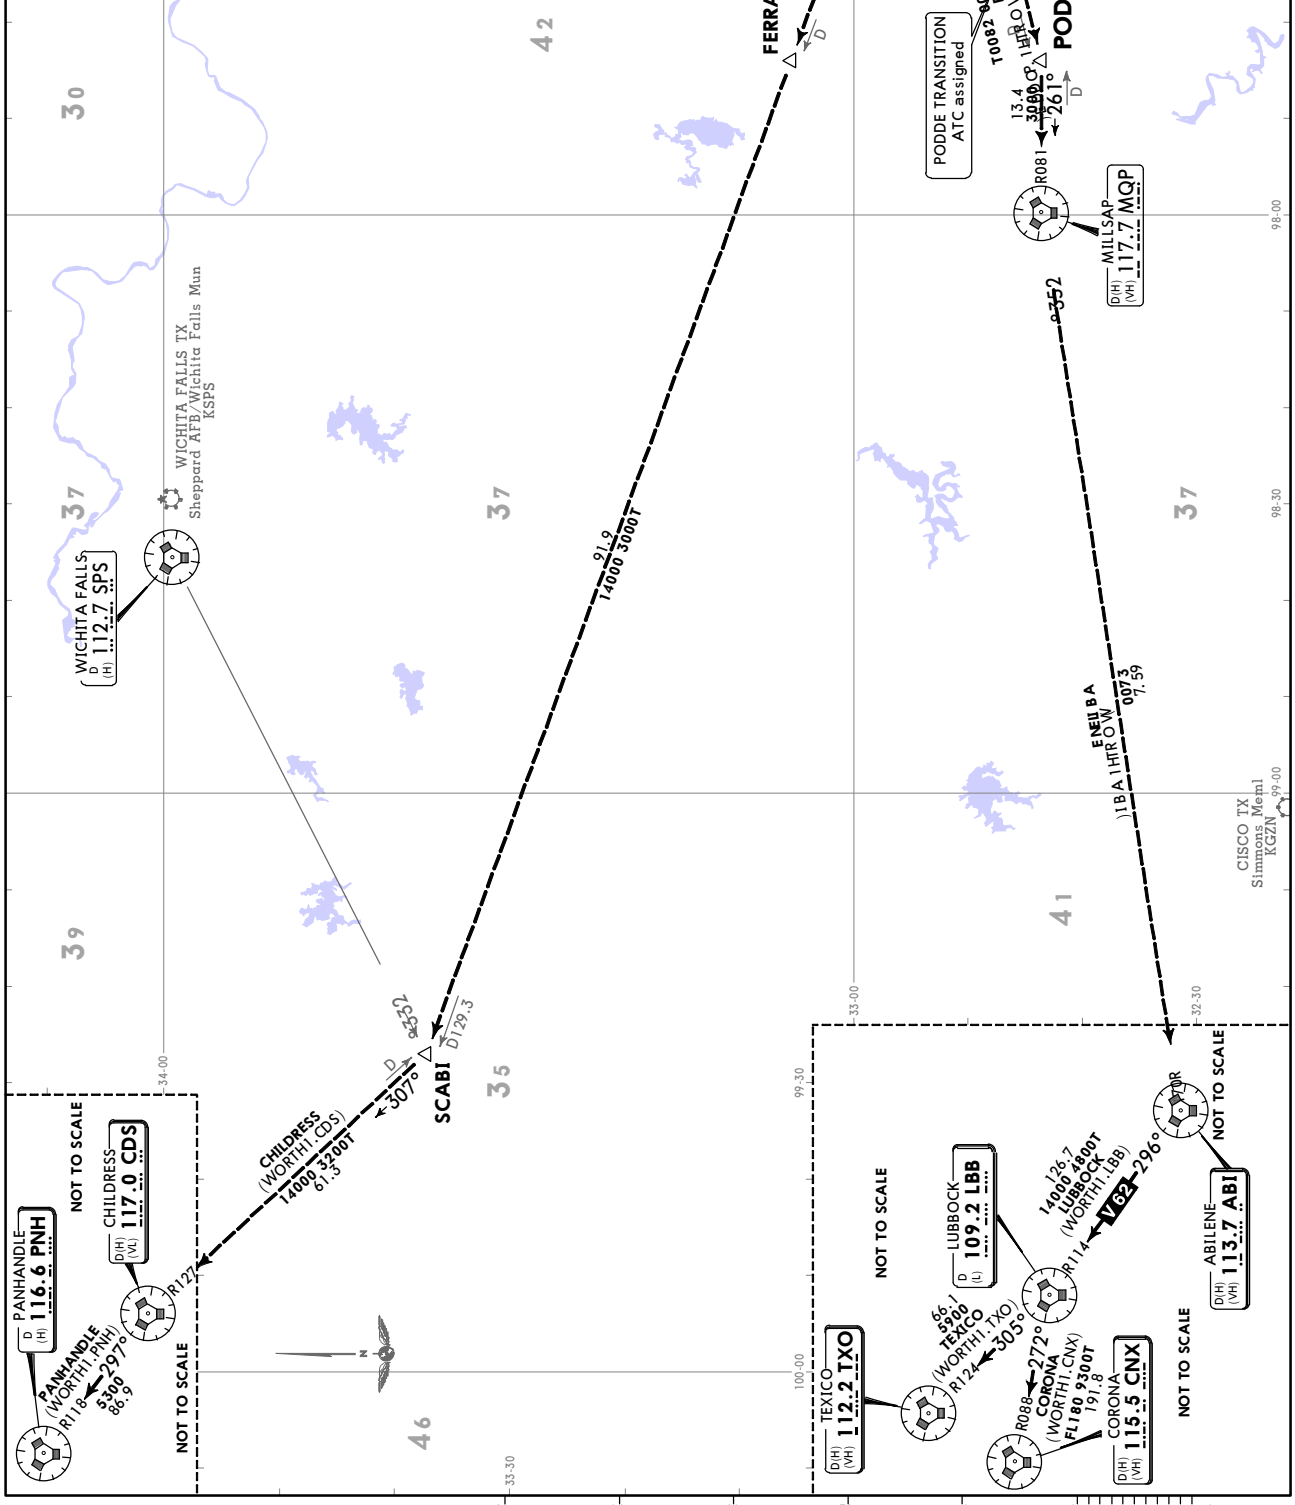 30
42
FERRA
D
PODDE TRANSITION
ATC assigned
POD
13.4
261°
D
R081
MILLSAP
D(H)
(VH)
117.7 MQP
98-00
WICHITA FALLS TX
Sheppard AFB/Wichita Falls Mun
KSPS
WICHITA FALLS
D
(H)
112.7 SPS
37
37
37
98-30
91.9
14000 3000T
ENELIBA
)IBA1HTROW
0073
7.59
99-00
CISCO TX
Simmons Meml
KGZN
39
41
35
D129.3
D
307°
SCABI
34-00
33-00
32-30
99-30
CHILDRESS
(WORTH1.CDS)
14000 3200T
61.3
NOT TO SCALE
CHILDRESS
D(H)
(VL)
117.0 CDS
R127
PANHANDLE
D
(H)
116.6 PNH
PANHANDLE
(WORTH1.PNH)
R118 297°
5300
86.9
NOT TO SCALE
N
46
33-30
100-00
NOT TO SCALE
NOT TO SCALE
ABILENE
D(H)
(VH)
113.7 ABI
126.7
14000 4800T
LUBBOCK
(WORTH1.LBB)
R114 V 62 296°
LUBBOCK
D
(L)
109.2 LBB
66.1
5900
TEXICO
(WORTH1.TXO)
R124 305°
TEXICO
D(H)
(VH)
112.2 TXO
R088 272°
CORONA
(WORTH1.CNX)
FL180 9300T
191.8
CORONA
D(H)
(VH)
115.5 CNX
NOT TO SCALE